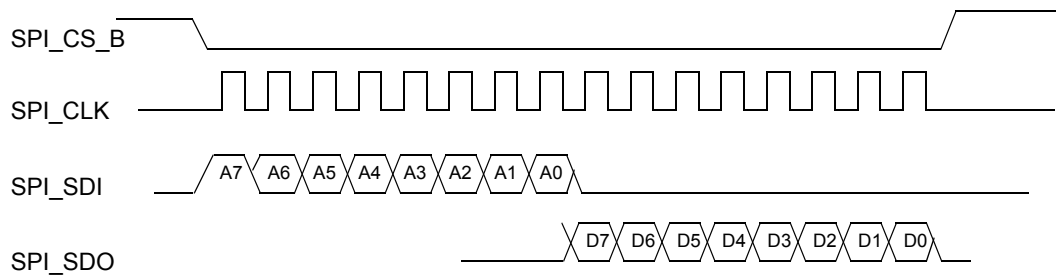 SPI_CS_B
SPI_CLK
SPI_SDI A7 A6 A5 A4 A3 A2 A1 A0
SPI_SDO D7 D6 D5 D4 D3 D2 D1 D0